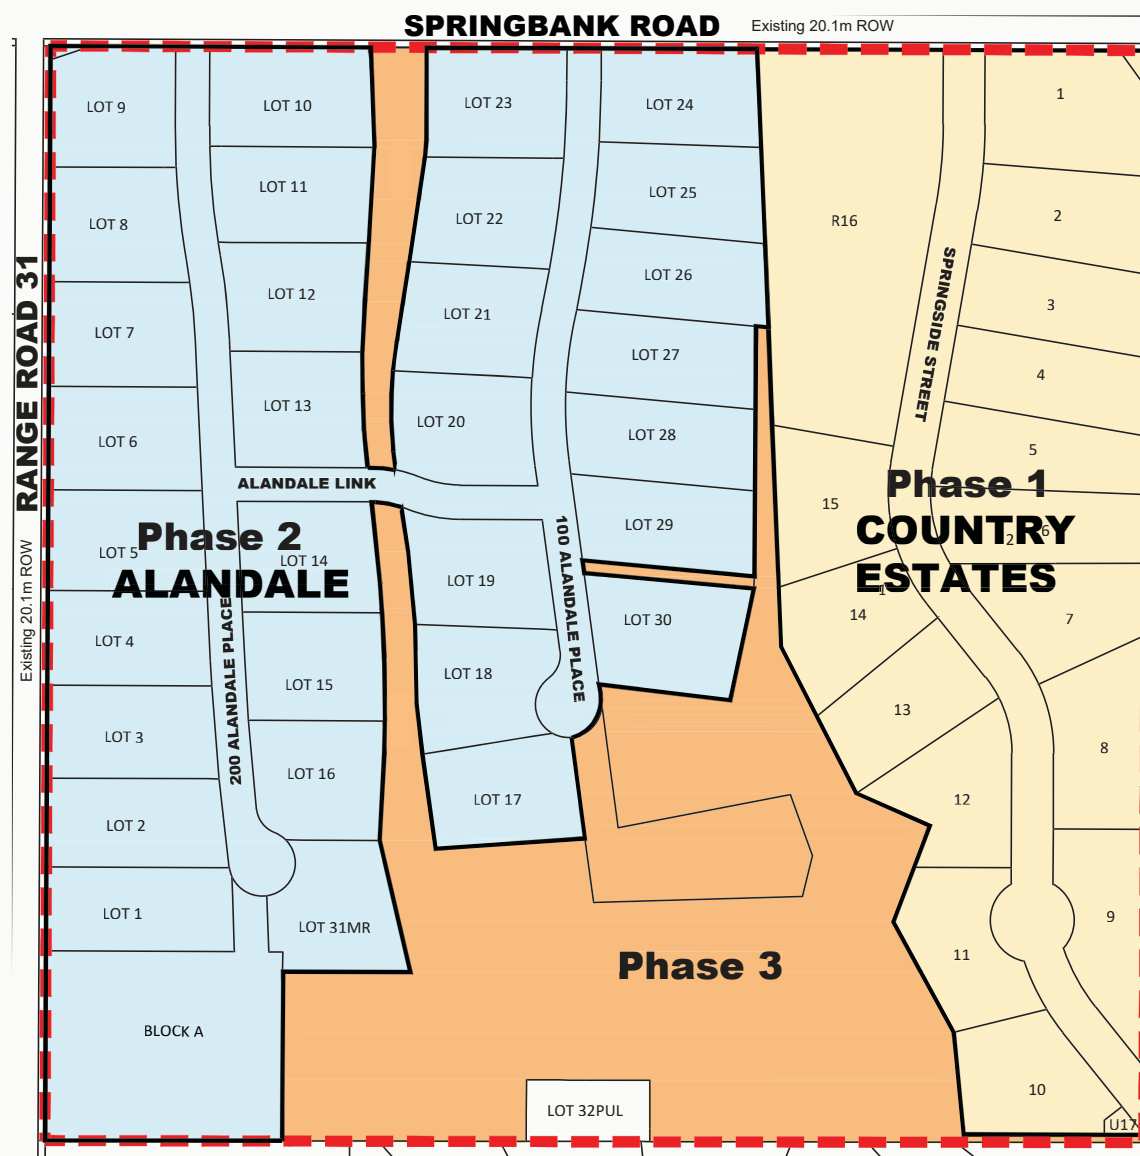 SPRINGBANK ROAD Existing 20.1m ROW
RANGE ROAD 31
Existing 20.1m ROW
LOT 9
LOT 8
LOT 7
LOT 6
LOT 5
LOT 4
LOT 3
LOT 2
LOT 1
BLOCK A
LOT 10
LOT 11
LOT 12
LOT 13
ALANDALE LINK
Phase 2
ALANDALE
LOT 14
LOT 15
LOT 16
LOT 31MR
200 ALANDALE PLACE
LOT 23
LOT 22
LOT 21
LOT 20
LOT 19
LOT 18
LOT 17
100 ALANDALE PLACE
LOT 24
LOT 25
LOT 26
LOT 27
LOT 28
LOT 29
LOT 30
Phase 3
LOT 32PUL
R16
SPRINGSIDE STREET
Phase 1
COUNTRY
ESTATES
1
2
3
4
5
6
2
1
7
8
9
10
11
12
13
14
15
U17